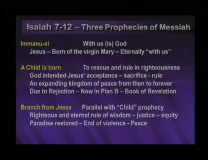 Isaiah 7-12 – Three Prophecies of Messiah
Immanu-el With us (is) God
Jesus – Born of the virgin Mary – Eternally "with us"
A Child is born To rescue and rule in righteousness
God intended Jesus' acceptance – sacrifice - rule
An expanding kingdom of peace from then to forever
Due to Rejection – Now in Plan B – Book of Revelation
Branch from Jesse Parallel with "Child" prophecy
Righteous and eternal rule of wisdom – justice – equity
Paradise restored – End of violence - Peace